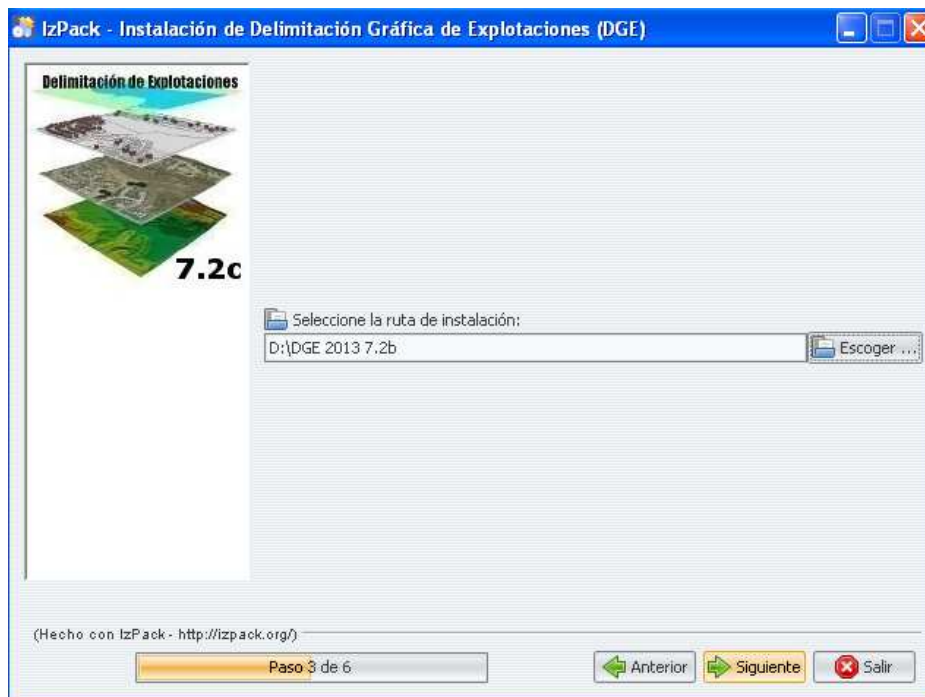 IzPack - Instalación de Delimitación Gráfica de Explotaciones (DGE)
Delimitación de Explotaciones
7.2c
Seleccione la ruta de instalación:
D:\DGE 2013 7.2b
Escoger ...
(Hecho con IzPack - http://izpack.org/)
Paso 3 de 6
Anterior
Siguiente
Salir